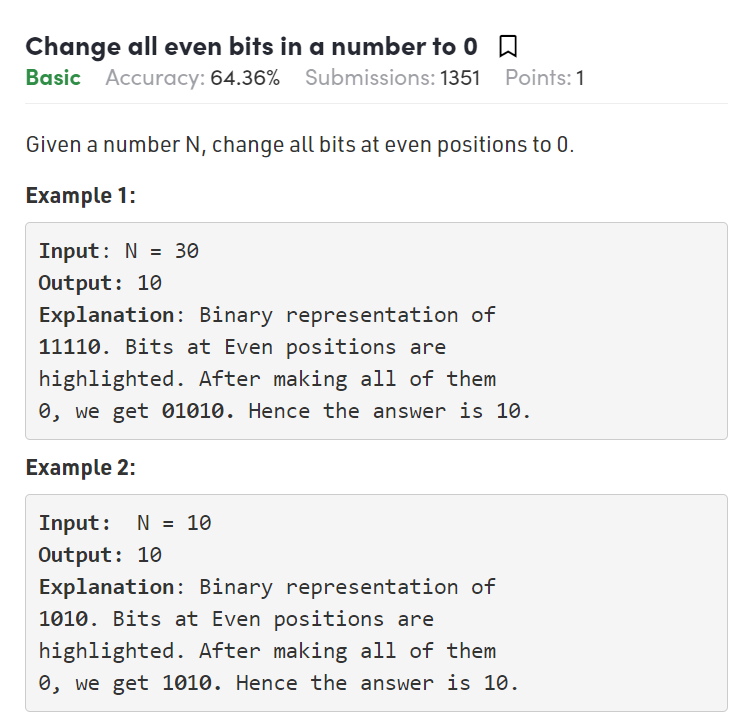 Change all even bits in a number to 0
Basic Accuracy: 64.36% Submissions: 1351 Points: 1
Given a number N, change all bits at even positions to 0.
Example 1:
Input: N = 30
Output: 10
Explanation: Binary representation of
11110. Bits at Even positions are
highlighted. After making all of them
0, we get 01010. Hence the answer is 10.
Example 2:
Input:  N = 10
Output: 10
Explanation: Binary representation of
1010. Bits at Even positions are
highlighted. After making all of them
0, we get 1010. Hence the answer is 10.